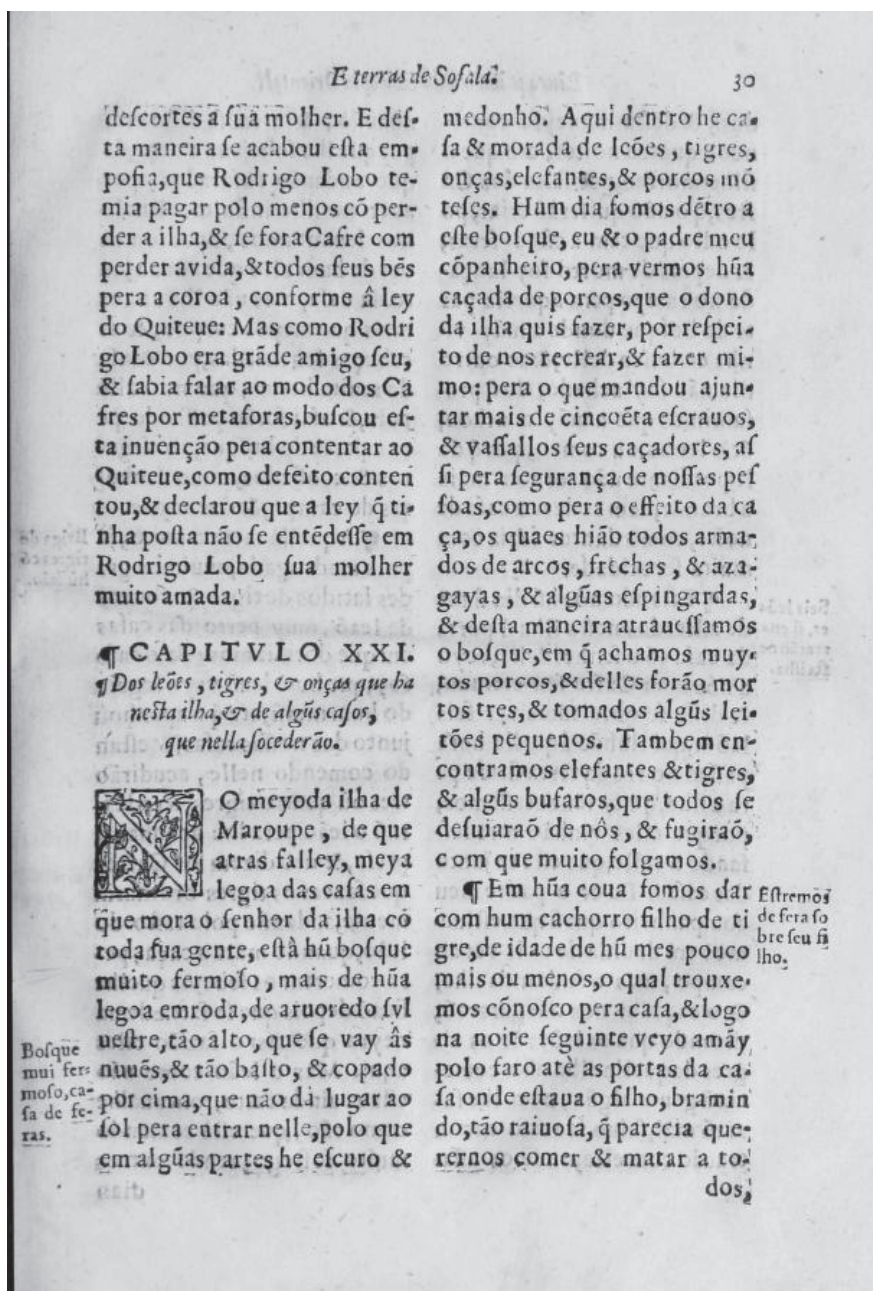 E terras de Sofala.
30
deſcortès â ſuâ molher. E deſ-
ta maneira ſe acabou eſta em-
poſia,que Rodrigo Lobo te-
mia pagar polo menos cõ per-
der a ilha,& ſe foraCafre com
perder avida,&todos ſeus bẽs
pera a coroa, conforme â ley
do Quiteue: Mas como Rodri
go Lobo era grãde amigo ſeu,
& ſabia falar ao modo dos Ca
fres por metaforas,buſcou eſ-
ta inuenção pera contentar ao
Quiteue,como defeito conten
tou,& declarou que a ley q̃ ti-
nha poſta não ſe entẽdeſſe em
Rodrigo Lobo ſua molher
muito amada.
¶ CAPITVLO XXI.
¶ Dos leões, tigres, & onças que ha
neſta ilha,& de algũs caſos,
que nella ſocederão.
NO meyoda ilha de
Maroupe, de que
atras falley, meya
legoa das caſas em
que mora o ſenhor da ilha cõ
toda ſua gente, eſtà hũ boſque
muito fermoſo, mais de hũa
legoa emroda,de aruoredo ſyl
ueſtre,tão alto, que ſe vay âs
nuuẽs,& tão baſto, & copado
por cima,que não dà lugar ao
ſol pera entrar nelle,polo que
em algũas partes he eſcuro &
Boſque
mui fer-
moſo,ca-
ſa de fe-
ras.
medonho. Aqui dentro he ca-
ſa & morada de leões, tigres,
onças,elefantes,& porcos mõ
teſes. Hum dia fomos dẽtro a
eſte boſque, eu & o padre meu
cõpanheiro, pera vermos hũa
caçada de porcos,que o dono
da ilha quis fazer, por reſpei-
to de nos recrear,& fazer mi-
mo: pera o que mandou ajun-
tar mais de cincoẽta eſcrauos,
& vaſſallos ſeus caçadores, aſ
ſi pera ſegurança de noſſas peſ
ſoas,como pera o effeito da ca
ça,os quaes hião todos arma-
dos de arcos, frechas, & aza-
gayas, & algũas eſpingardas,
& deſta maneira atraueſſamos
o boſque,em q̃ achamos muy-
tos porcos,&delles forão mor
tos tres,& tomados algũs lei-
tões pequenos. Tambem en-
contramos elefantes &tigres,
& algũs bufaros,que todos ſe
deſuiaraõ de nôs, & fugiraõ,
com que muito folgamos.
¶ Em hũa coua fomos dar
com hum cachorro filho de ti
gre,de idade de hũ mes pouco
mais ou menos,o qual trouxe-
mos cõnoſco pera caſa,&logo
na noite ſeguinte veyo amãy
polo faro atè as portas da ca-
ſa onde eſtaua o filho, bramin
do,tão raiuoſa, q̃ parecia que-
rernos comer & matar a to-
dos,
Eſtremos
de fera ſo
bre ſeu fi
lho.